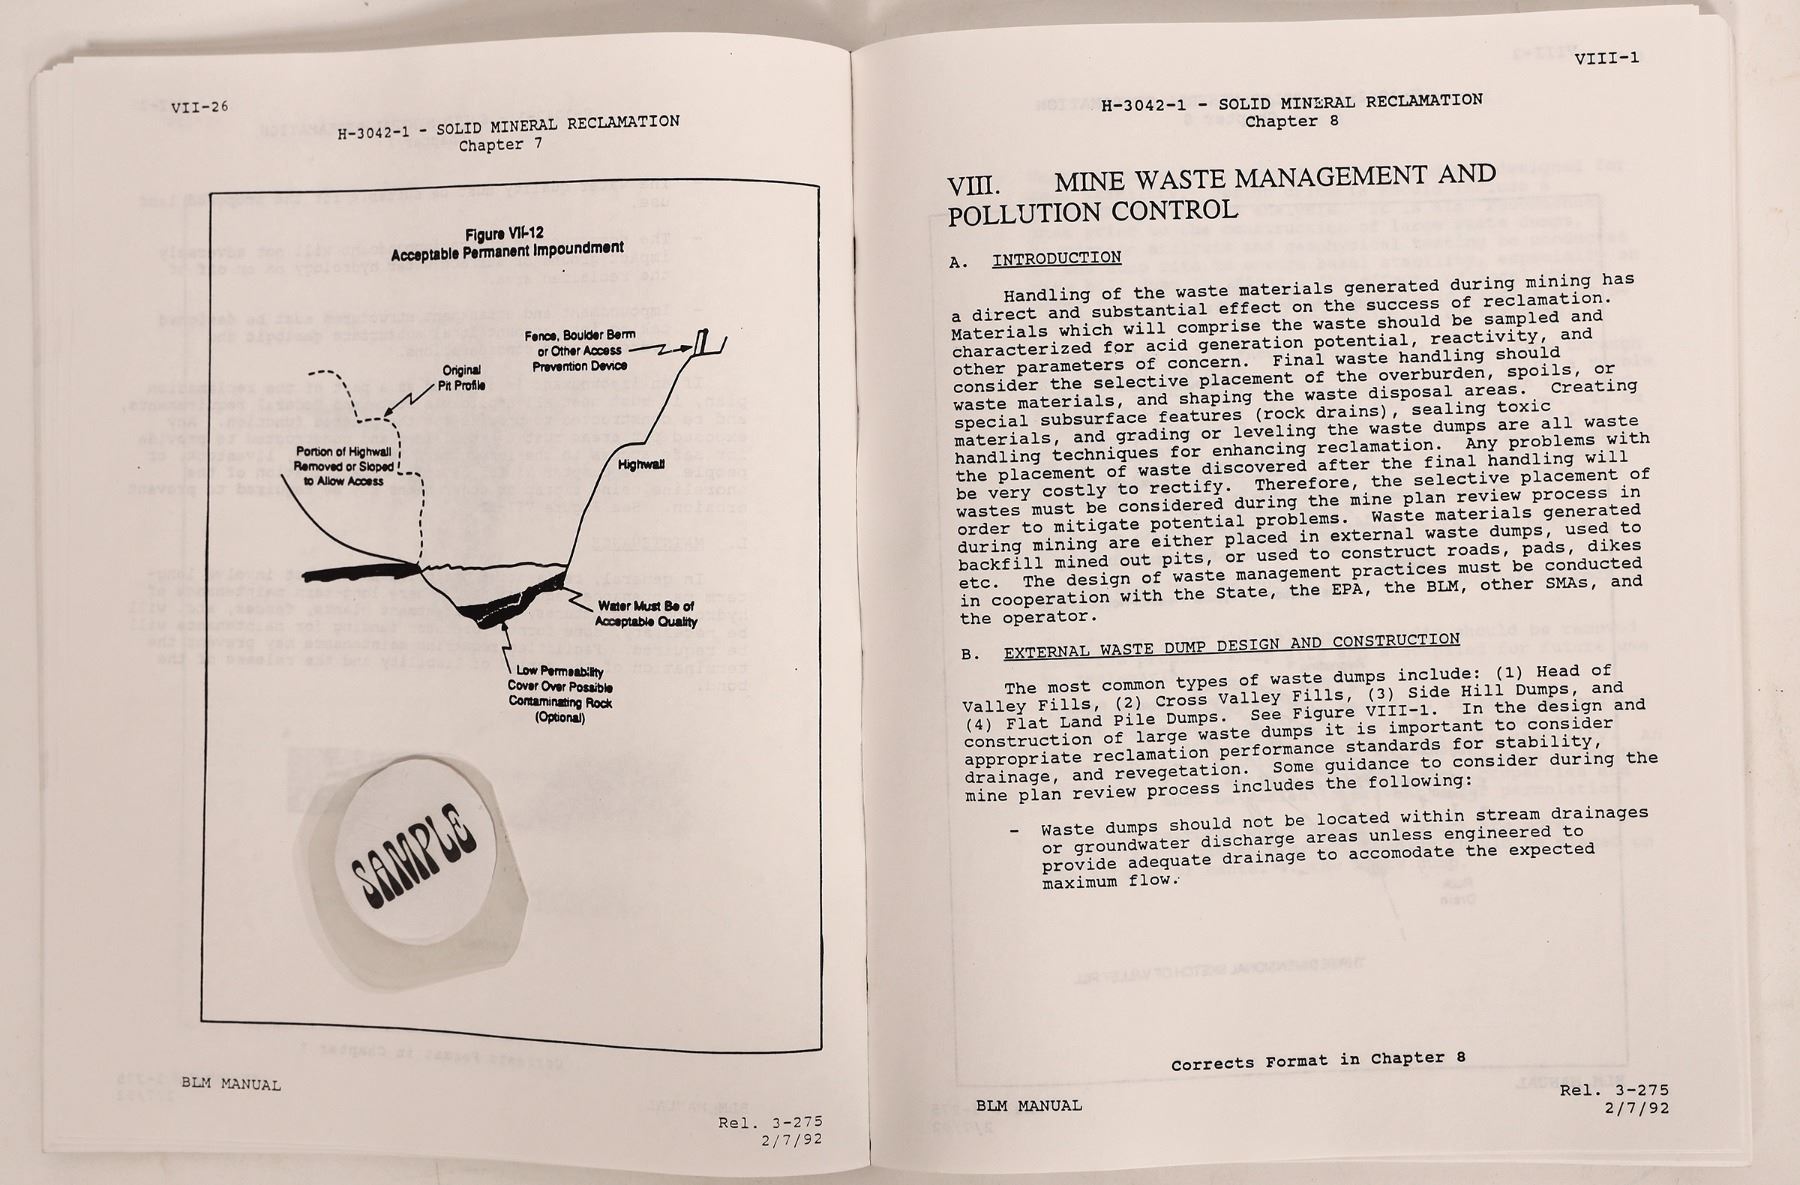 VII-26
H-3042-1 - SOLID MINERAL RECLAMATION
Chapter 7
Figure VII-12
Acceptable Permanent Impoundment
Fence, Boulder Berm
or Other Access
Prevention Device
Original
Pit Profile
Portion of Highwall
Removed or Sloped
to Allow Access
Highwall
Water Must Be of
Acceptable Quality
Low Permeability
Cover Over Possible
Contaminating Rock
(Optional)
SAMPLE
BLM MANUAL
Rel. 3-275
2/7/92
VIII-1
H-3042-1 - SOLID MINERAL RECLAMATION
Chapter 8
VIII. MINE WASTE MANAGEMENT AND
POLLUTION CONTROL
A. INTRODUCTION
Handling of the waste materials generated during mining has
a direct and substantial effect on the success of reclamation.
Materials which will comprise the waste should be sampled and
characterized for acid generation potential, reactivity, and
other parameters of concern. Final waste handling should
consider the selective placement of the overburden, spoils, or
waste materials, and shaping the waste disposal areas. Creating
special subsurface features (rock drains), sealing toxic
materials, and grading or leveling the waste dumps are all waste
handling techniques for enhancing reclamation. Any problems with
the placement of waste discovered after the final handling will
be very costly to rectify. Therefore, the selective placement of
wastes must be considered during the mine plan review process in
order to mitigate potential problems. Waste materials generated
during mining are either placed in external waste dumps, used to
backfill mined out pits, or used to construct roads, pads, dikes
etc. The design of waste management practices must be conducted
in cooperation with the State, the EPA, the BLM, other SMAs, and
the operator.
B. EXTERNAL WASTE DUMP DESIGN AND CONSTRUCTION
The most common types of waste dumps include: (1) Head of
Valley Fills, (2) Cross Valley Fills, (3) Side Hill Dumps, and
(4) Flat Land Pile Dumps. See Figure VIII-1. In the design and
construction of large waste dumps it is important to consider
appropriate reclamation performance standards for stability,
drainage, and revegetation. Some guidance to consider during the
mine plan review process includes the following:
- Waste dumps should not be located within stream drainages
or groundwater discharge areas unless engineered to
provide adequate drainage to accomodate the expected
maximum flow.
Corrects Format in Chapter 8
BLM MANUAL
Rel. 3-275
2/7/92